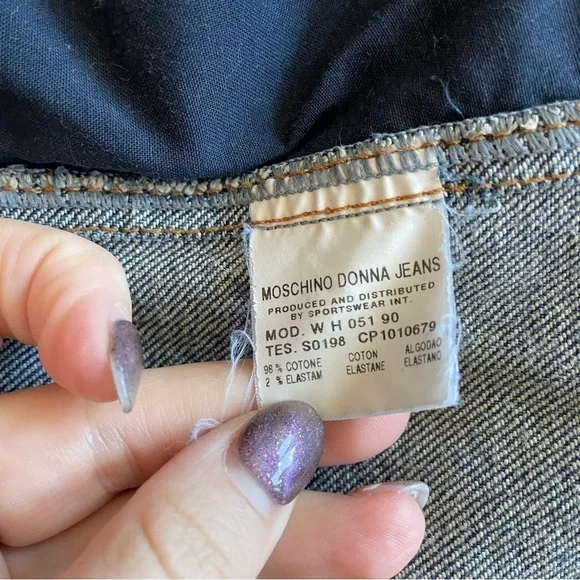 MOSCHINO DONNA JEANS
PRODUCED AND DISTRIBUTED
BY SPORTSWEAR INT.
MOD. W H 051 90
TES. S0198 CP1010679
98 % COTONE COTON ALGODAO
2 % ELASTAM ELASTANE ELASTANO